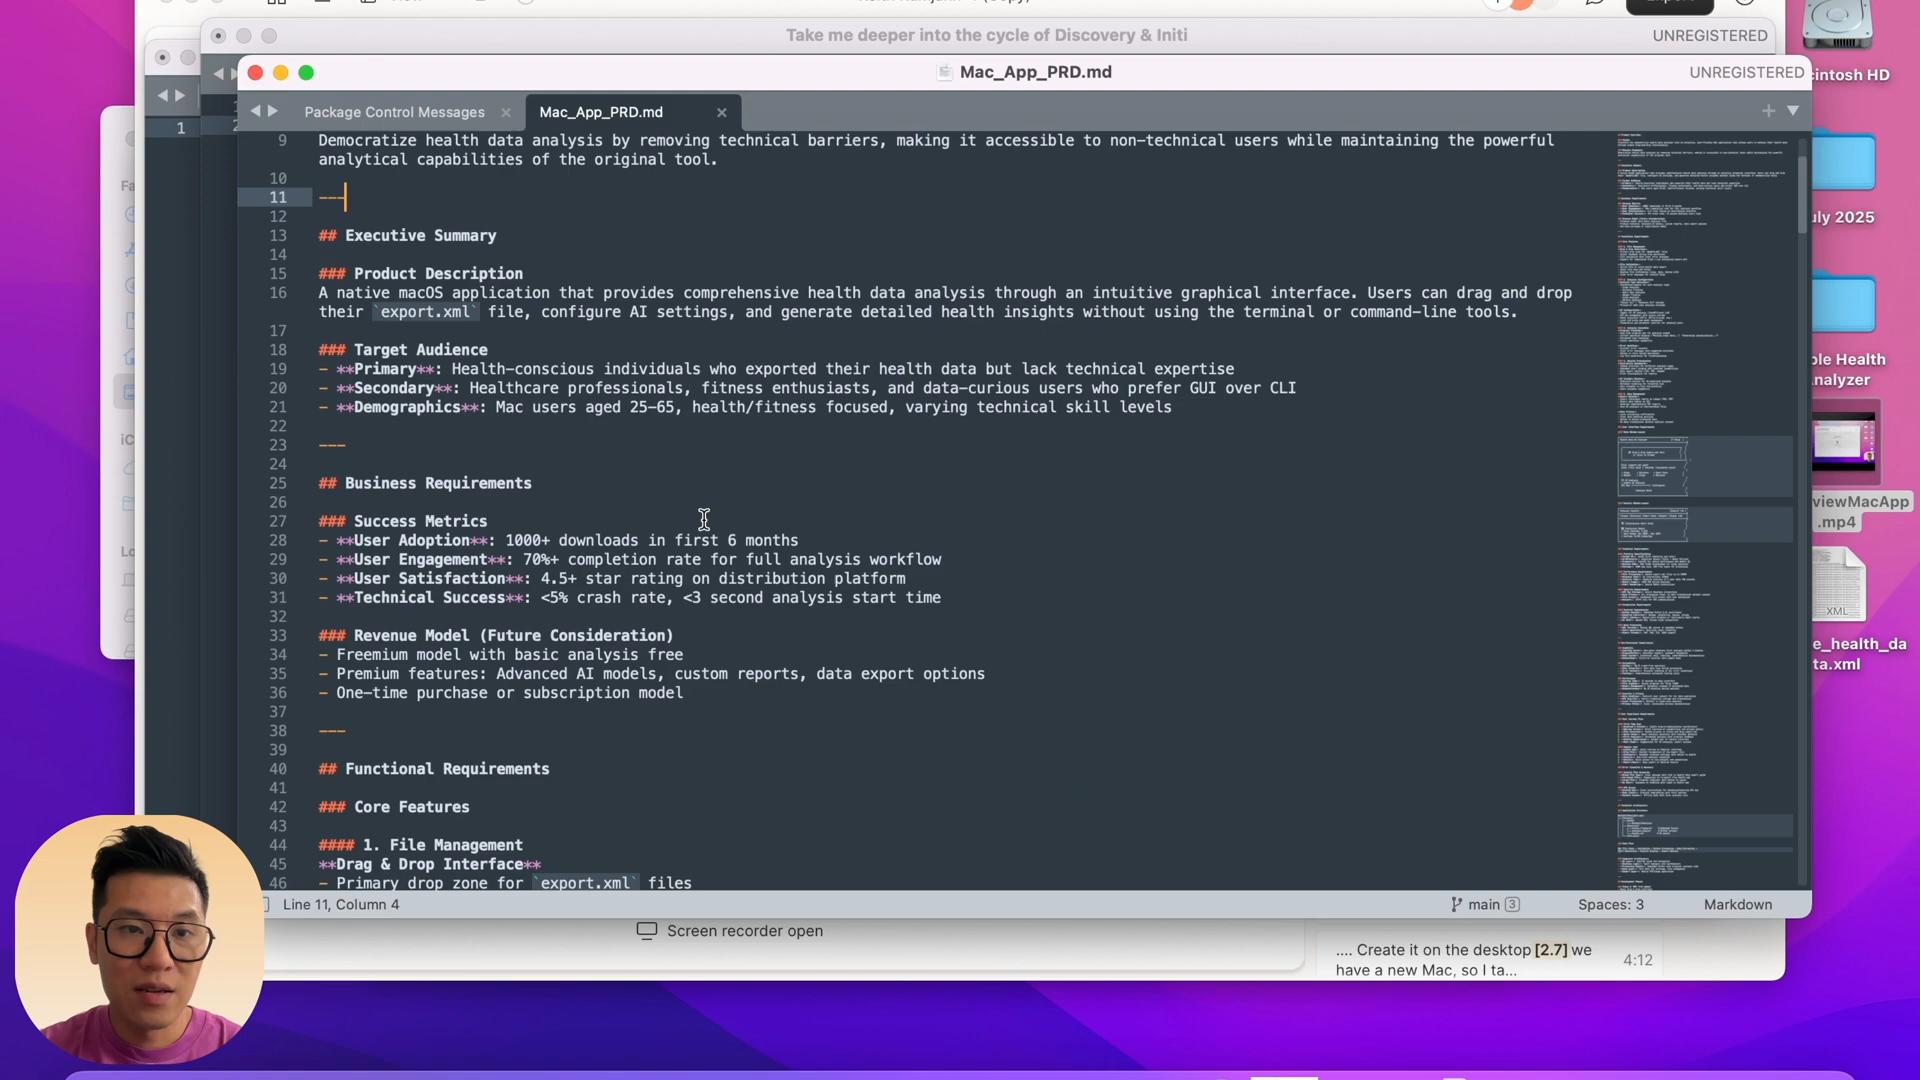 Take me deeper into the cycle of Discovery & Initi
UNREGISTERED
Mac_App_PRD.md
UNREGISTERED
Package Control Messages
Mac_App_PRD.md
9 Democratize health data analysis by removing technical barriers, making it accessible to non-technical users while maintaining the powerful
analytical capabilities of the original tool.
10
11 ---
12
13 ## Executive Summary
14
15 ### Product Description
16 A native macOS application that provides comprehensive health data analysis through an intuitive graphical interface. Users can drag and drop
their `export.xml` file, configure AI settings, and generate detailed health insights without using the terminal or command-line tools.
17
18 ### Target Audience
19 - **Primary**: Health-conscious individuals who exported their health data but lack technical expertise
20 - **Secondary**: Healthcare professionals, fitness enthusiasts, and data-curious users who prefer GUI over CLI
21 - **Demographics**: Mac users aged 25-65, health/fitness focused, varying technical skill levels
22
23 ---
24
25 ## Business Requirements
26
27 ### Success Metrics
28 - **User Adoption**: 1000+ downloads in first 6 months
29 - **User Engagement**: 70%+ completion rate for full analysis workflow
30 - **User Satisfaction**: 4.5+ star rating on distribution platform
31 - **Technical Success**: <5% crash rate, <3 second analysis start time
32
33 ### Revenue Model (Future Consideration)
34 - Freemium model with basic analysis free
35 - Premium features: Advanced AI models, custom reports, data export options
36 - One-time purchase or subscription model
37
38 ---
39
40 ## Functional Requirements
41
42 ### Core Features
43
44 #### 1. File Management
45 **Drag & Drop Interface**
46 - Primary drop zone for `export.xml` files
Line 11, Column 4
main 3
Spaces: 3
Markdown
Screen recorder open
.... Create it on the desktop [2.7] we
have a new Mac, so I ta...
4:12
1
Fa
iC
Lo
intosh HD
uly 2025
ple Health
nalyzer
viewMacApp
.mp4
XML
e_health_da
ta.xml